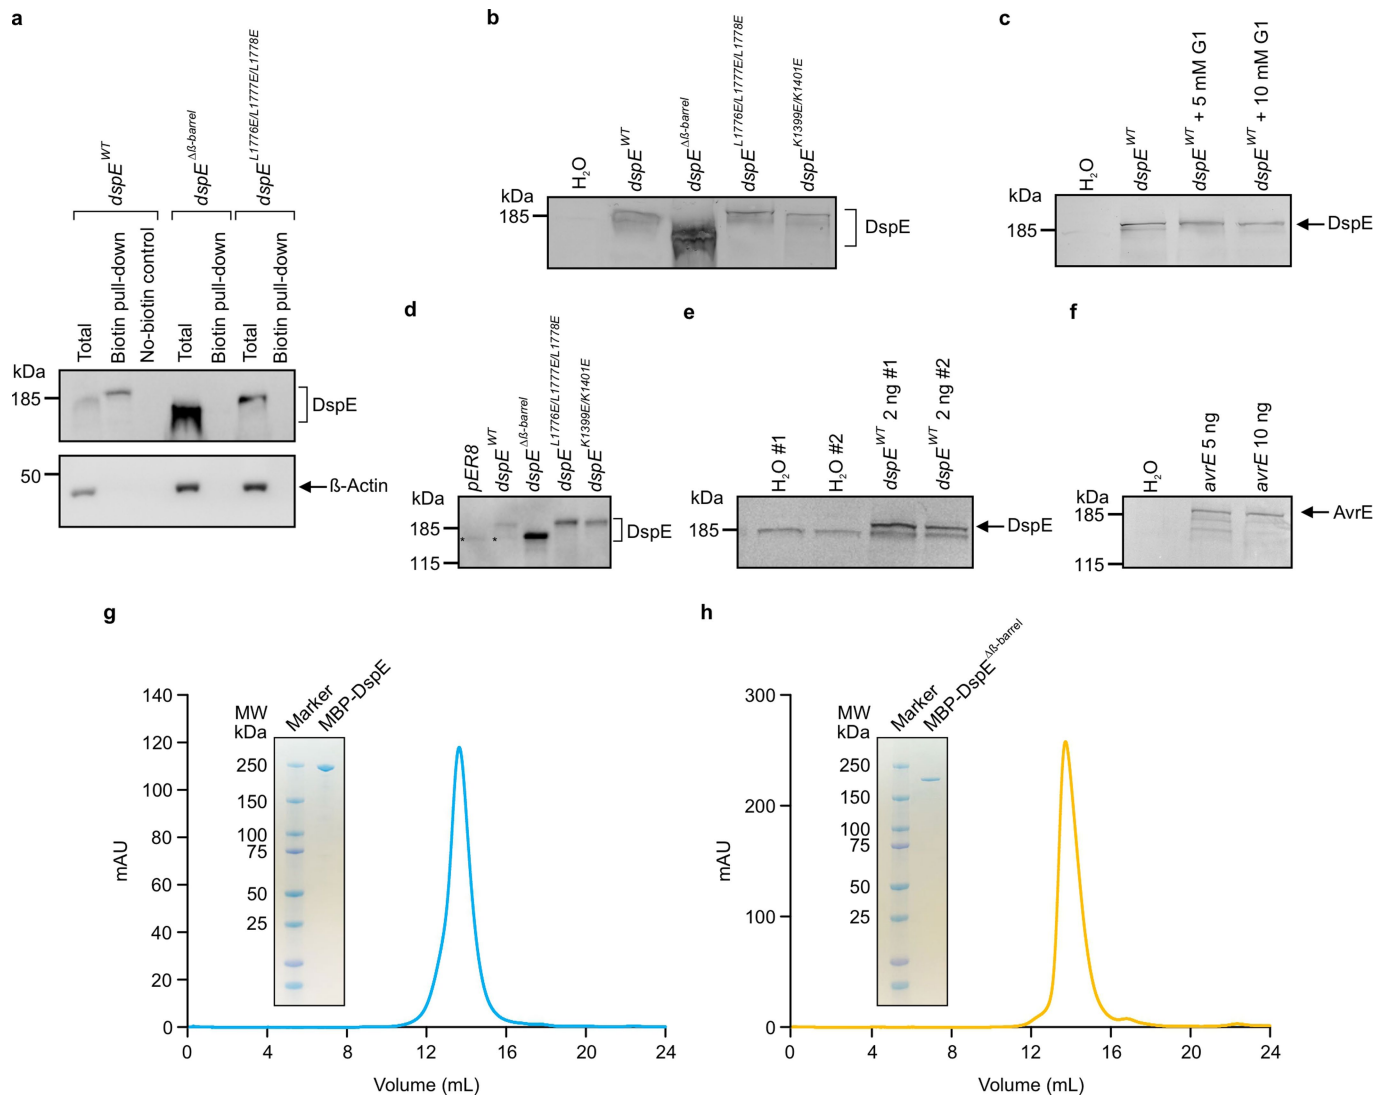 a
dspE^WT
dspE^Δß-barrel
dspE^L1776E/L1777E/L1778E
Total
Biotin pull-down
No-biotin control
Total
Biotin pull-down
Total
Biotin pull-down
kDa
185
DspE
50
ß-Actin
b
H₂O
dspE^WT
dspE^Δß-barrel
dspE^L1776E/L1777E/L1778
dspE^K1399E/K1401E
kDa
185
DspE
c
H₂O
dspE^WT
dspE^WT + 5 mM G1
dspE^WT + 10 mM G1
kDa
185
DspE
d
pER8
dspE^WT
dspE^Δß-barrel
dspE^L1776E/L1777E/L1778E
dspE^K1399E/K1401E
kDa
185
* *
DspE
115
e
H₂O #1
H₂O #2
dspE^WT 2 ng #1
dspE^WT 2 ng #2
kDa
185
DspE
f
H₂O
avrE 5 ng
avrE 10 ng
kDa
185
AvrE
115
g
140
120
100
80
60
40
20
0
mAU
MW
kDa
Marker
MBP-DspE
250
150
100
75
50
25
0 4 8 12 16 20 24
Volume (mL)
h
300
200
100
0
mAU
MW
kDa
Marker
MBP-DspE^Δß-barrel
250
150
100
75
50
25
0 4 8 12 16 20 24
Volume (mL)